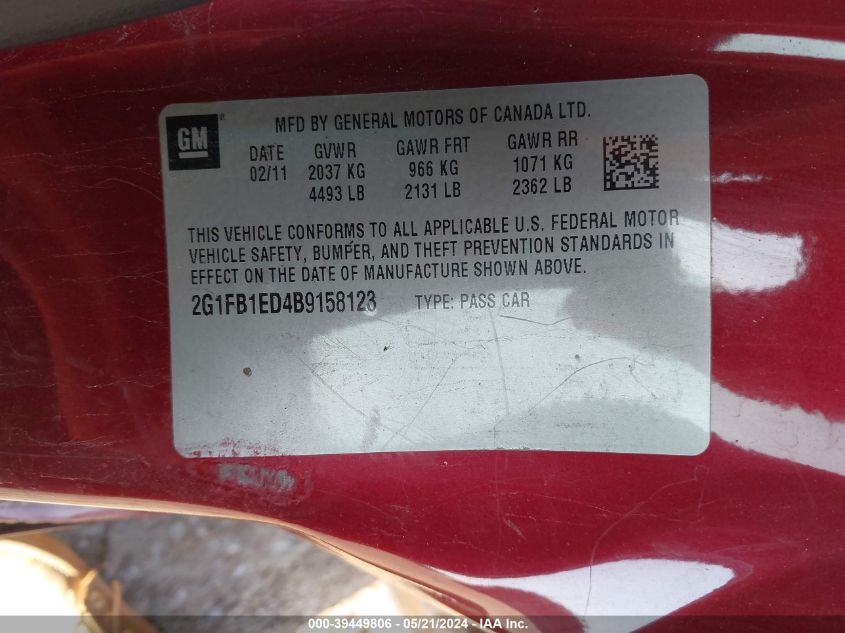 GM
MFD BY GENERAL MOTORS OF CANADA LTD.
DATE GVWR GAWR FRT GAWR RR
02/11 2037 KG 966 KG 1071 KG
4493 LB 2131 LB 2362 LB
THIS VEHICLE CONFORMS TO ALL APPLICABLE U.S. FEDERAL MOTOR
VEHICLE SAFETY, BUMPER, AND THEFT PREVENTION STANDARDS IN
EFFECT ON THE DATE OF MANUFACTURE SHOWN ABOVE.
2G1FB1ED4B9158123 TYPE: PASS CAR
000-39449806 / 05/21/2024 - IAA Inc.